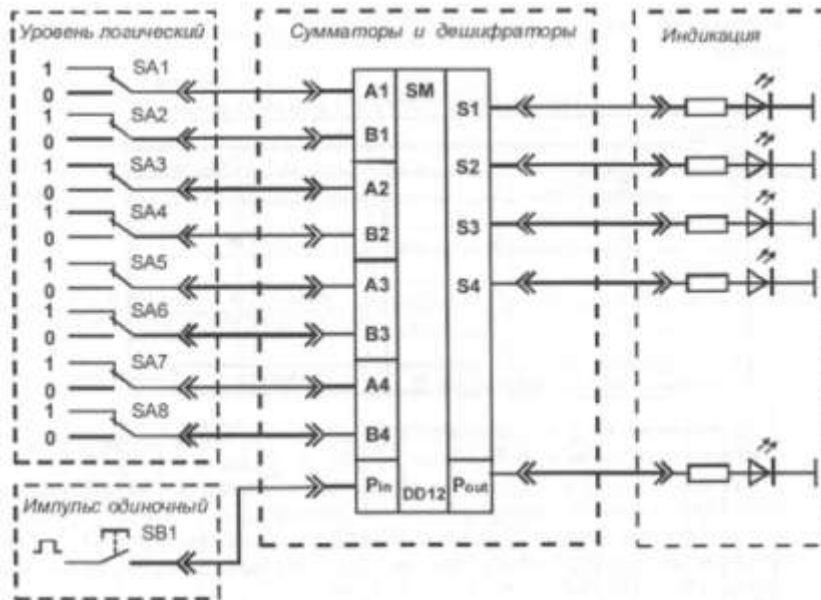 Уровень логический
1
SA1
0
1
SA2
0
1
SA3
0
1
SA4
0
1
SA5
0
1
SA6
0
1
SA7
0
1
SA8
0
Импульс одиночный
SB1
Сумматоры и дешифраторы
A1
SM
S1
B1
A2
S2
B2
S3
A3
S4
B3
A4
B4
Pin
DD12
Pout
Индикация